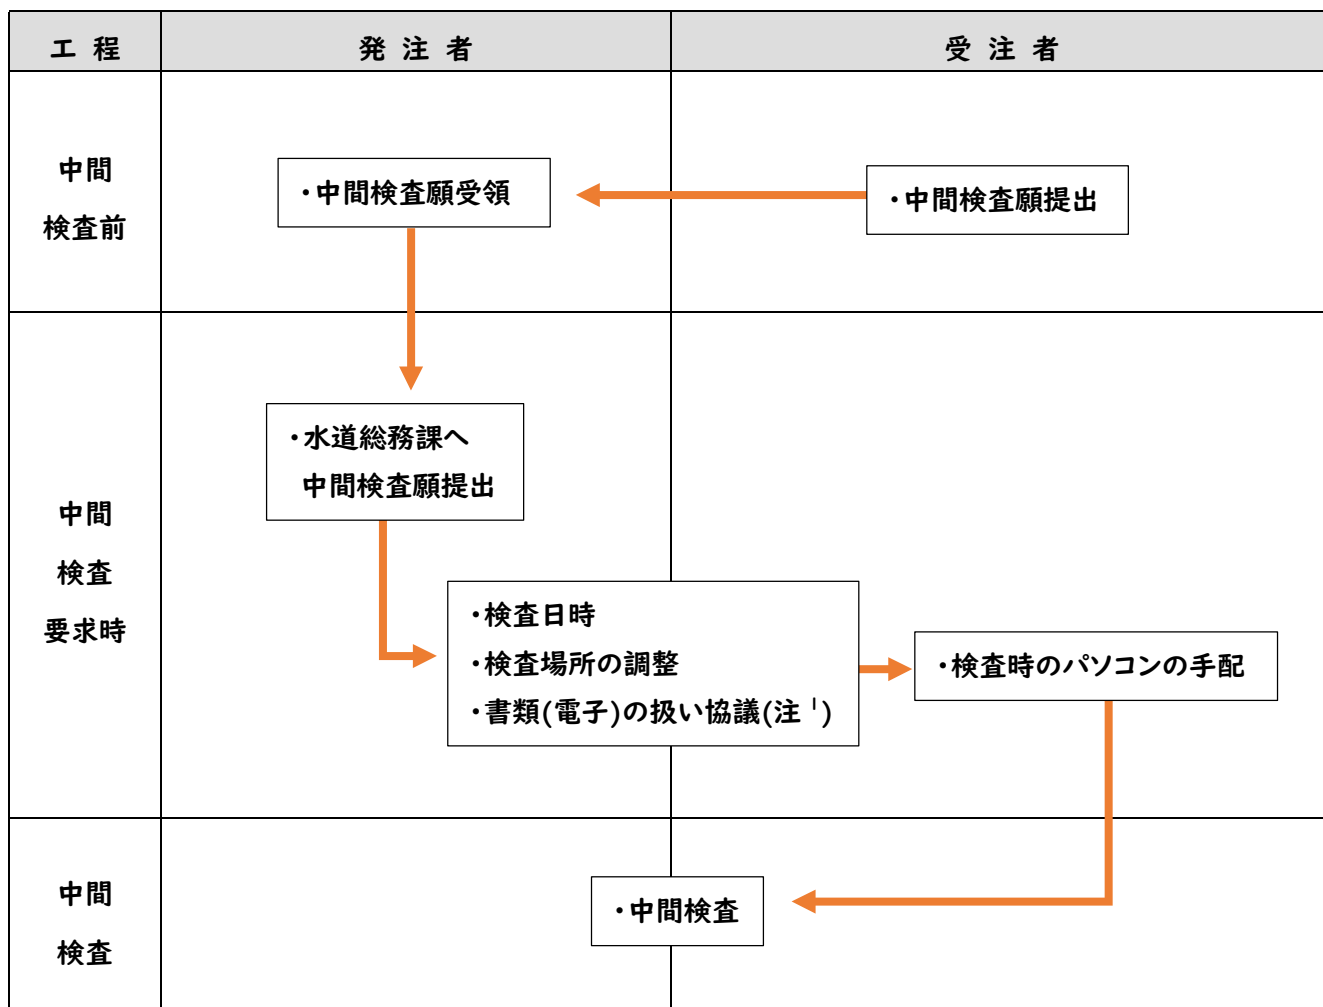 工 程
発 注 者
受 注 者
中間
検査前
・中間検査願受領
・中間検査願提出
中間
検査
要求時
・水道総務課へ
中間検査願提出
・検査日時
・検査場所の調整
・書類(電子)の扱い協議(注1)
・検査時のパソコンの手配
中間
検査
・中間検査